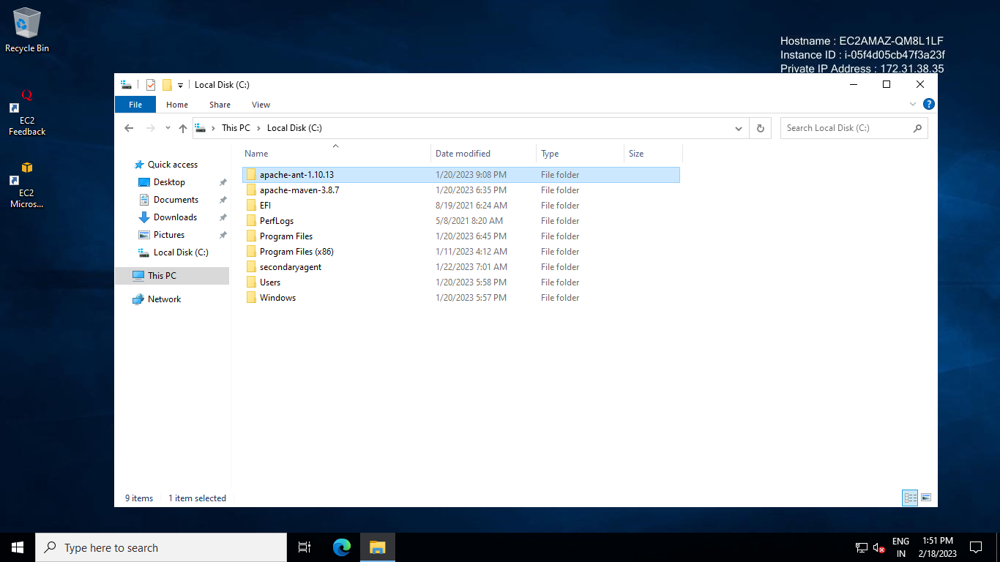 Recycle Bin
EC2
Feedback
EC2
Micros...
Hostname : EC2AMAZ-QM8L1LF
Instance ID : i-05f4d05cb47f3a23f
Private IP Address : 172.31.38.35
Local Disk (C:)
File Home Share View
This PC Local Disk (C:)
Search Local Disk (C:)
Quick access
Desktop
Documents
Downloads
Pictures
Local Disk (C:)
This PC
Network
Name Date modified Type Size
apache-ant-1.10.13 1/20/2023 9:08 PM File folder
apache-maven-3.8.7 1/20/2023 6:35 PM File folder
EFI 8/19/2021 6:24 AM File folder
PerfLogs 5/8/2021 8:20 AM File folder
Program Files 1/20/2023 6:45 PM File folder
Program Files (x86) 1/11/2023 4:12 AM File folder
secondaryagent 1/22/2023 7:01 AM File folder
Users 1/20/2023 5:58 PM File folder
Windows 1/20/2023 5:57 PM File folder
9 items 1 item selected
Type here to search
ENG
IN
1:51 PM
2/18/2023